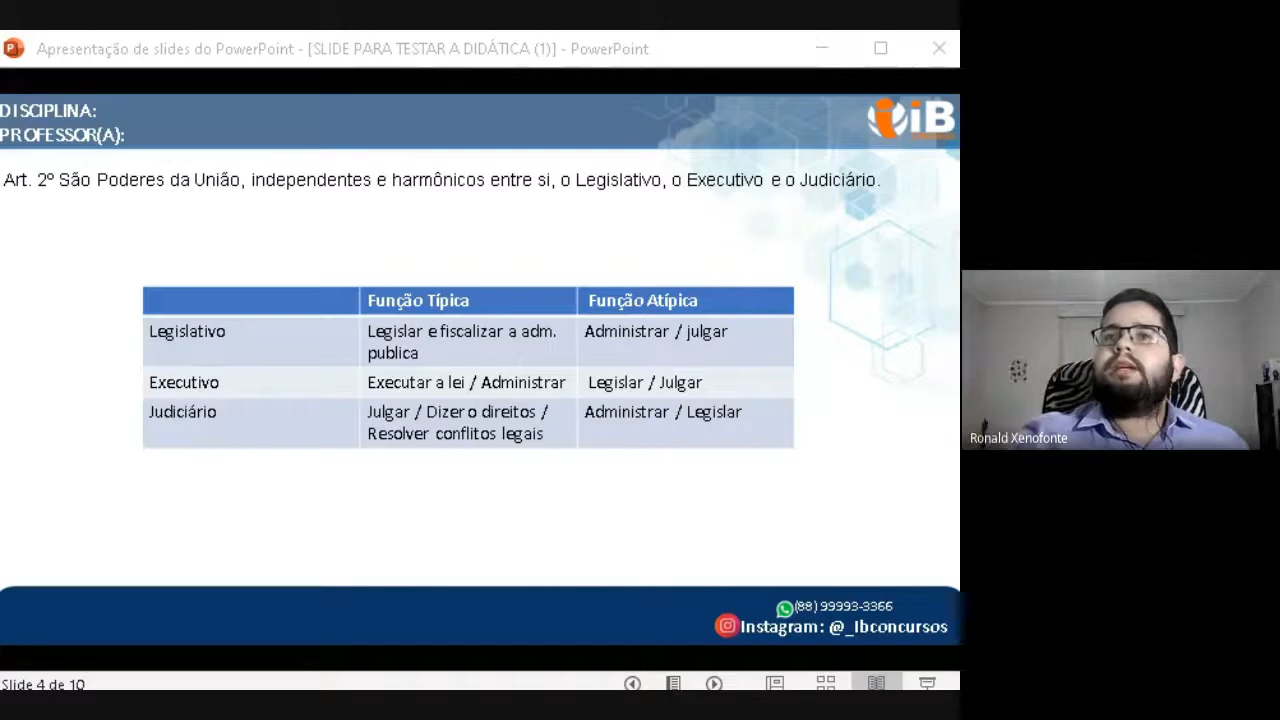 Apresentação de slides do PowerPoint - [SLIDE PARA TESTAR A DIDÁTICA (1)] - PowerPoint
DISCIPLINA:
PROFESSOR(A):
iB
Art. 2º São Poderes da União, independentes e harmônicos entre si, o Legislativo, o Executivo e o Judiciário.
Função Típica Função Atípica
Legislativo Legislar e fiscalizar a adm. publica Administrar / julgar
Executivo Executar a lei / Administrar Legislar / Julgar
Judiciário Julgar / Dizer o direitos / Resolver conflitos legais Administrar / Legislar
Ronald Xenofonte
(88) 99993-3366
Instagram: @_Ibconcursos
Slide 4 de 10